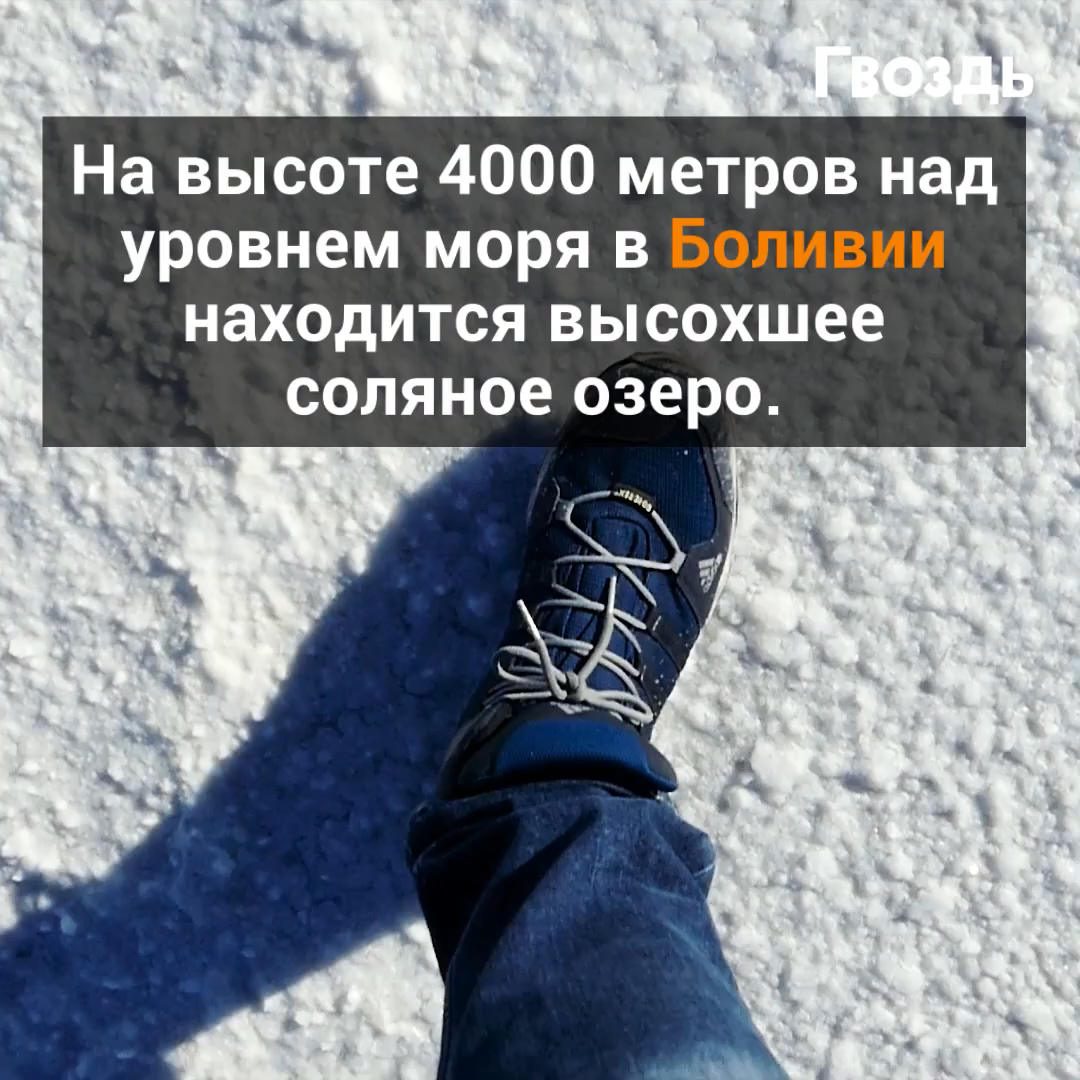 Гвоздь
На высоте 4000 метров над
уровнем моря в Боливии
находится высохшее
соляное озеро.